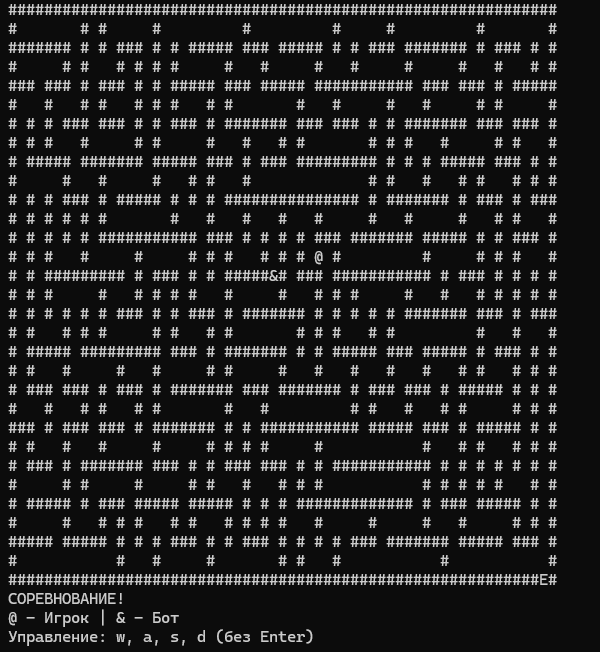 СОРЕВНОВАНИЕ!
@ – Игрок | & – Бот
Управление: w, a, s, d (без Enter)